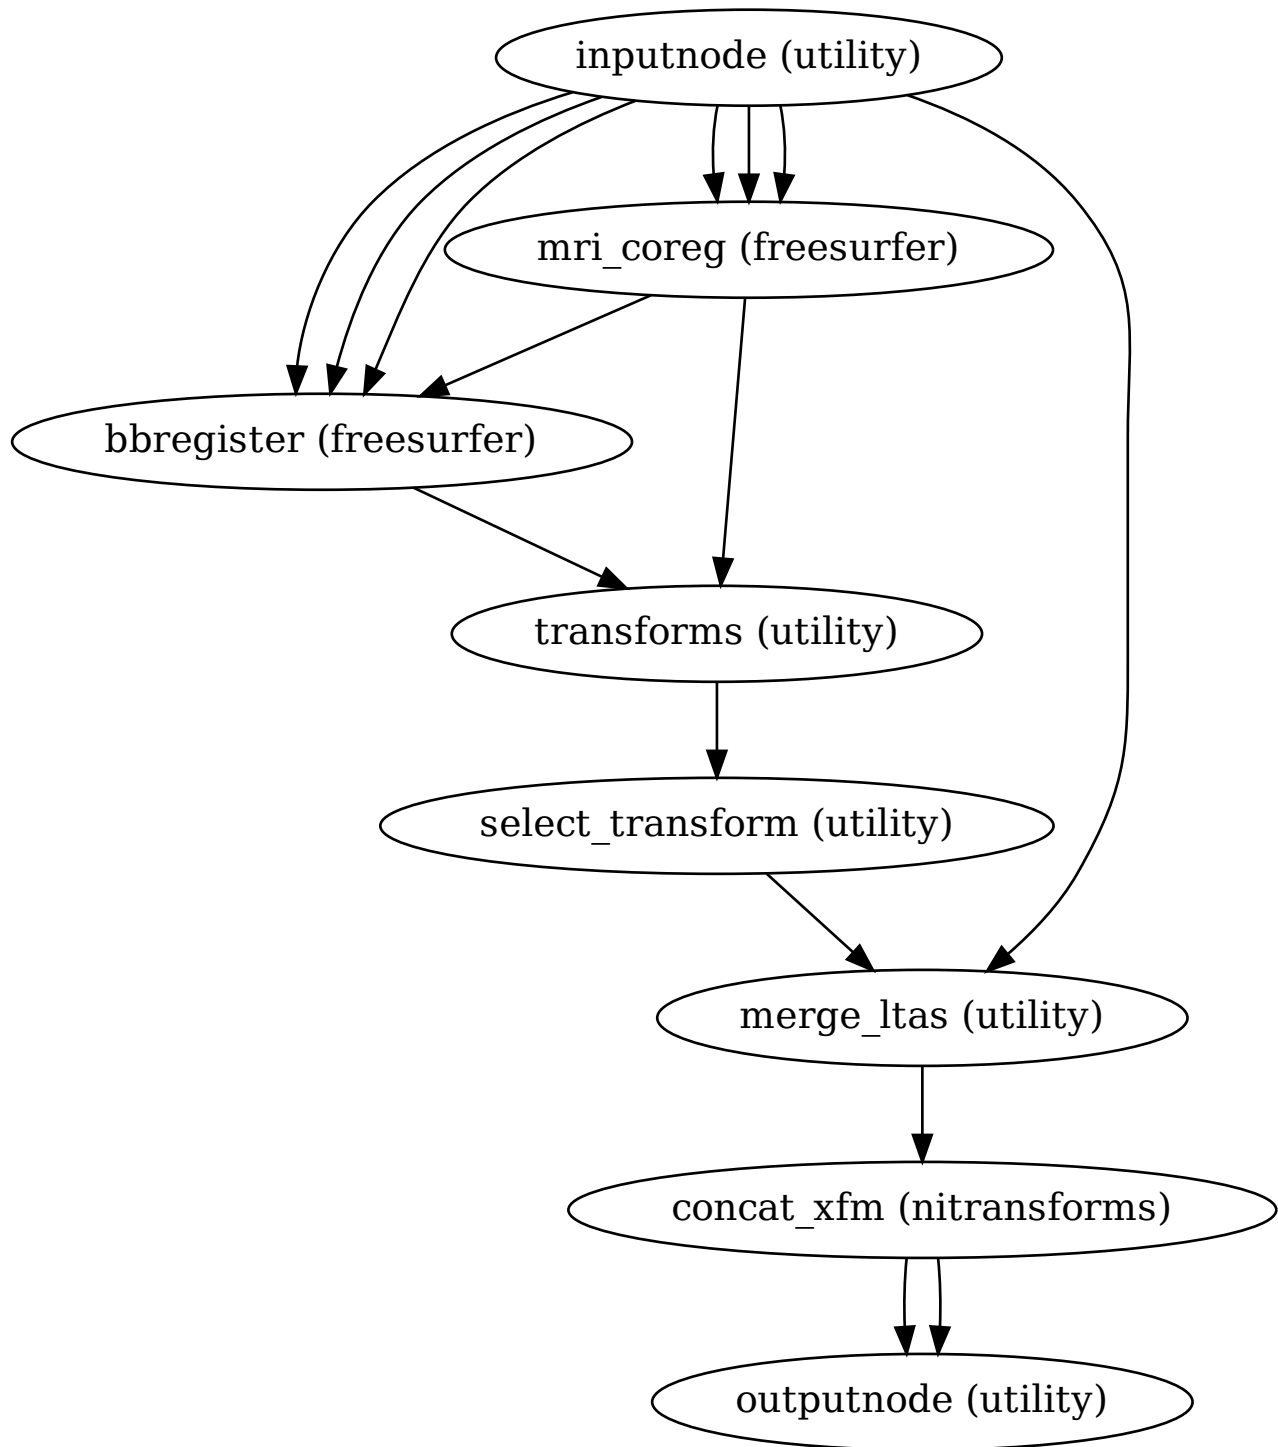 inputnode (utility)
mri_coreg (freesurfer)
bbregister (freesurfer)
transforms (utility)
select_transform (utility)
merge_ltas (utility)
concat_xfm (nitransforms)
outputnode (utility)